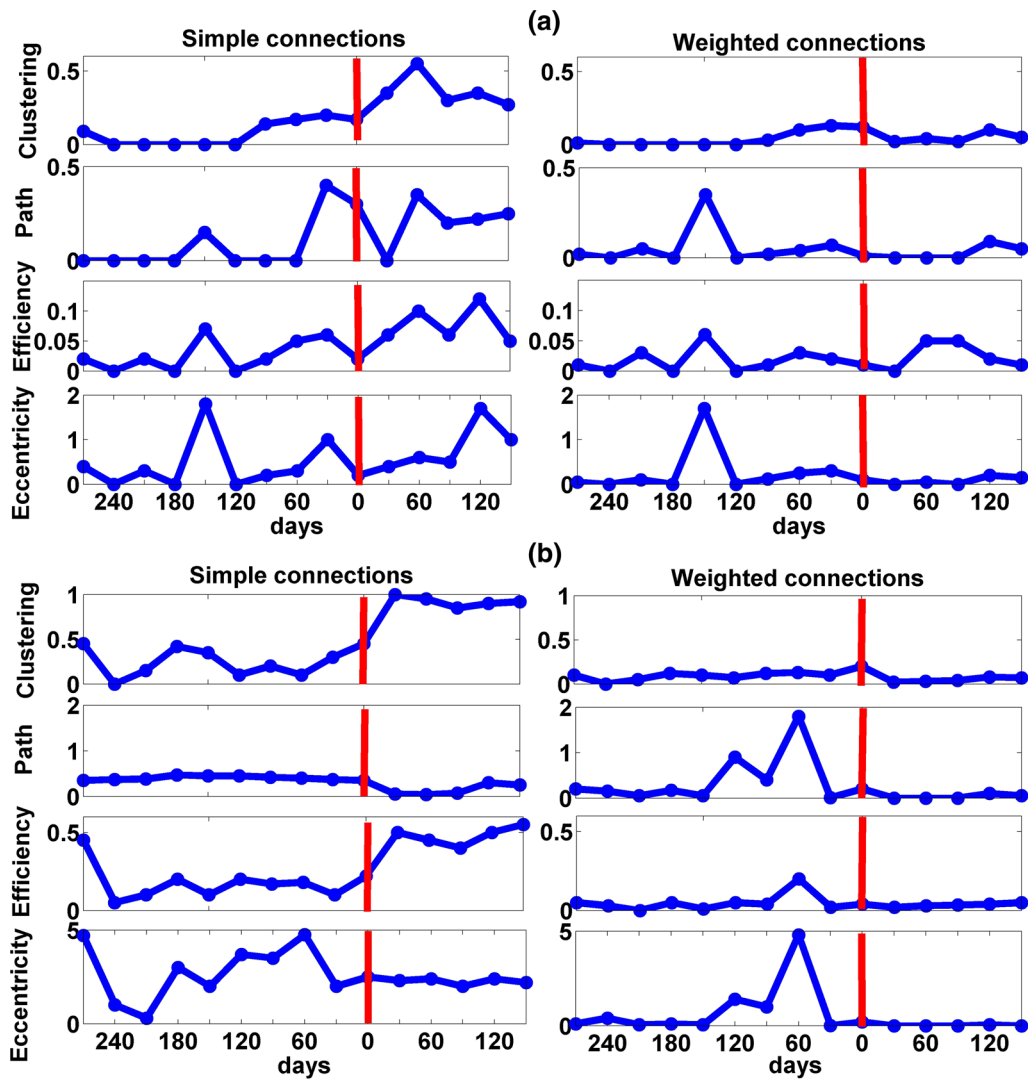 (a)
Simple connections Weighted connections
Clustering
0.5 0.5
0 0
Path
0.5 0.5
0 0
Efficiency
0.1 0.1
0.05 0.05
0 0
Eccentricity
2 2
1 1
0 0
240 180 120 60 0 60 120 240 180 120 60 0 60 120
days days
(b)
Simple connections Weighted connections
Clustering
1 1
0.5 0.5
0 0
Path
2 2
1 1
0 0
Efficiency
0.5 0.5
0 0
Eccentricity
5 5
0 0
240 180 120 60 0 60 120 240 180 120 60 0 60 120
days days